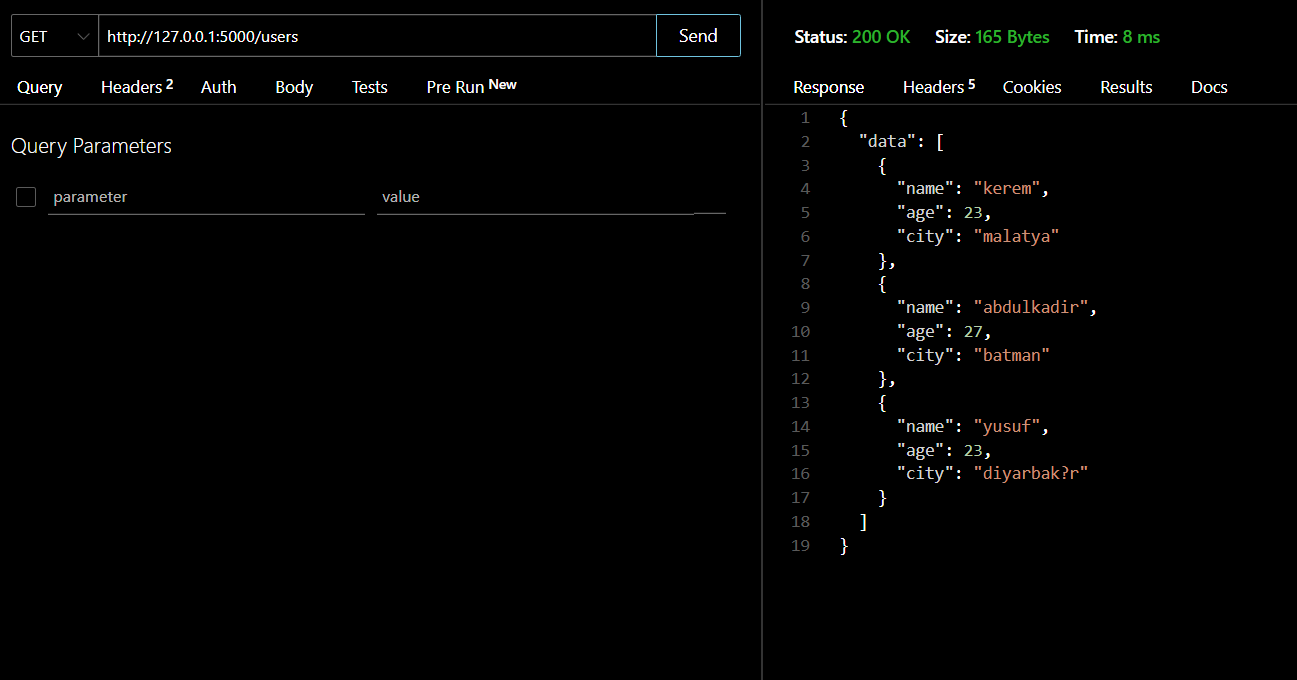 GET http://127.0.0.1:5000/users Send
Query Headers 2 Auth Body Tests Pre Run New
Query Parameters
parameter value
Status: 200 OK Size: 165 Bytes Time: 8 ms
Response Headers 5 Cookies Results Docs
1 {
2 "data": [
3 {
4 "name": "kerem",
5 "age": 23,
6 "city": "malatya"
7 },
8 {
9 "name": "abdulkadir",
10 "age": 27,
11 "city": "batman"
12 },
13 {
14 "name": "yusuf",
15 "age": 23,
16 "city": "diyarbak?r"
17 }
18 ]
19 }